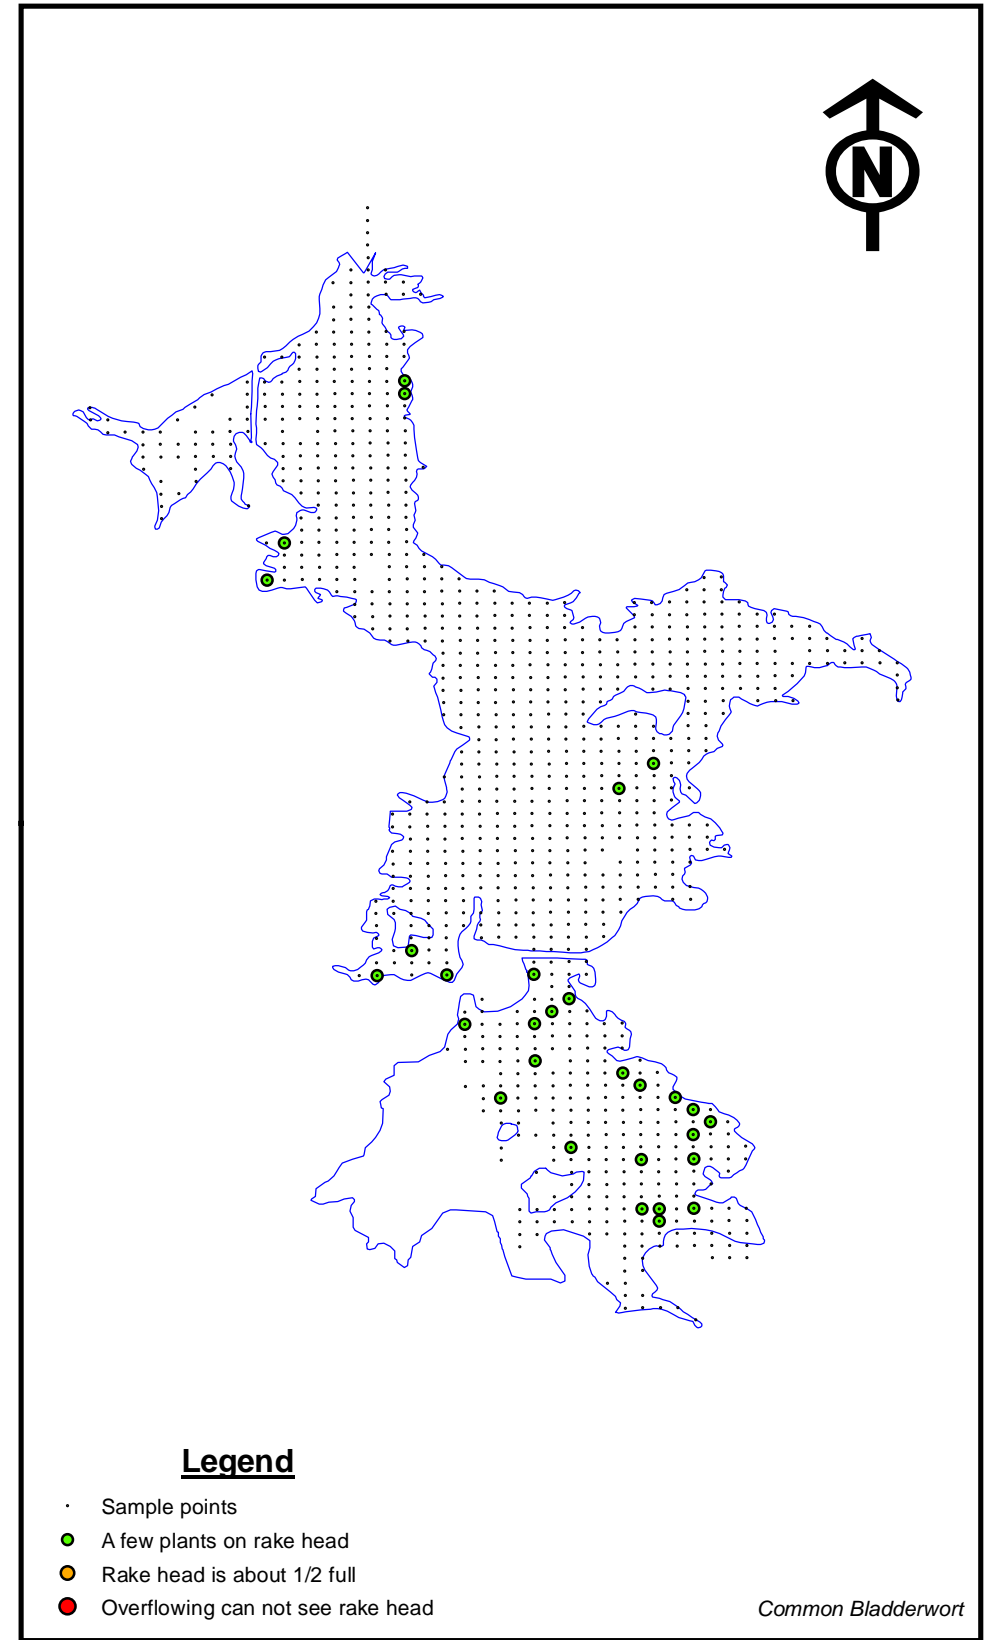 N
Legend
Sample points
A few plants on rake head
Rake head is about 1/2 full
Overflowing can not see rake head
Common Bladderwort